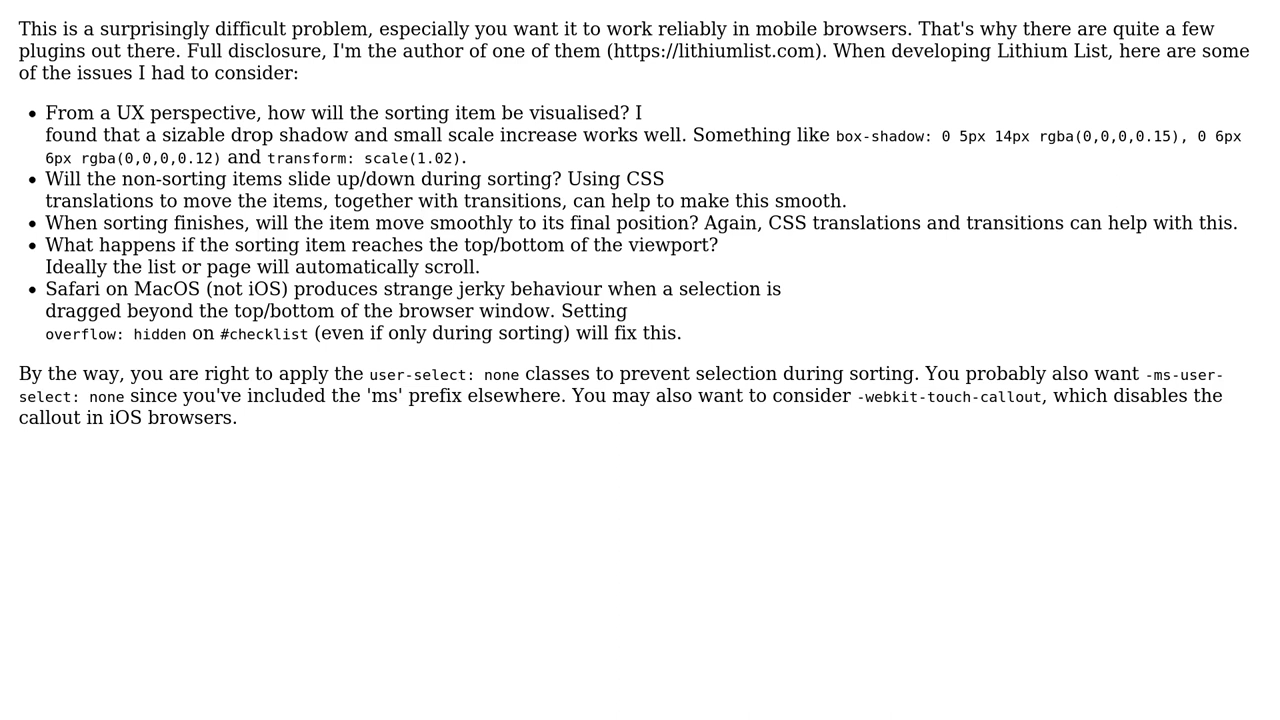 This is a surprisingly difficult problem, especially you want it to work reliably in mobile browsers. That's why there are quite a few
plugins out there. Full disclosure, I'm the author of one of them (https://lithiumlist.com). When developing Lithium List, here are some
of the issues I had to consider:
• From a UX perspective, how will the sorting item be visualised? I
found that a sizable drop shadow and small scale increase works well. Something like box-shadow: 0 5px 14px rgba(0,0,0,0.15), 0 6px
6px rgba(0,0,0,0.12) and transform: scale(1.02).
• Will the non-sorting items slide up/down during sorting? Using CSS
translations to move the items, together with transitions, can help to make this smooth.
• When sorting finishes, will the item move smoothly to its final position? Again, CSS translations and transitions can help with this.
• What happens if the sorting item reaches the top/bottom of the viewport?
Ideally the list or page will automatically scroll.
• Safari on MacOS (not iOS) produces strange jerky behaviour when a selection is
dragged beyond the top/bottom of the browser window. Setting
overflow: hidden on #checklist (even if only during sorting) will fix this.
By the way, you are right to apply the user-select: none classes to prevent selection during sorting. You probably also want -ms-user-
select: none since you've included the 'ms' prefix elsewhere. You may also want to consider -webkit-touch-callout, which disables the
callout in iOS browsers.